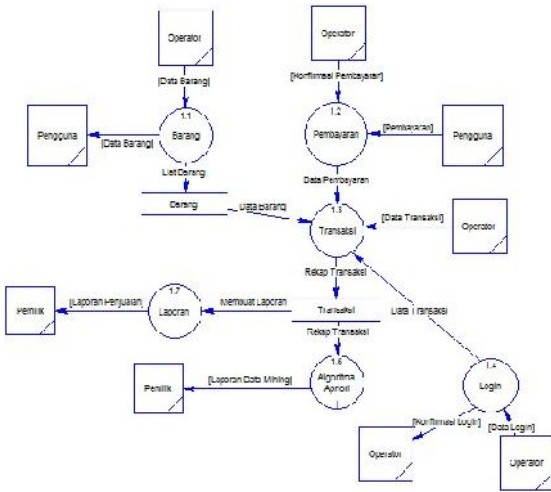 Operator
Operator
[Data Barang]
[Konfirmasi Pembayaran]
1.1
Barang
1.2
Pembayaran
Pengguna
[Data Barang]
[Pembayaran]
Pengguna
List Barang
Data Pembayaran
Barang
Data Barang
1.3
Transaksi
[Data Transaksi]
Operator
Rekap Transaksi
1.7
Laporan
Pemilik
[Laporan Penjualan]
Membuat Laporan
Transaksi
Data Transaksi
Rekap Transaksi
1.6
Algoritma
Apriori
[Laporan Data Mining]
Pemilik
1.4
Login
[Konfirmasi Login]
[Data Login]
Operator
Operator